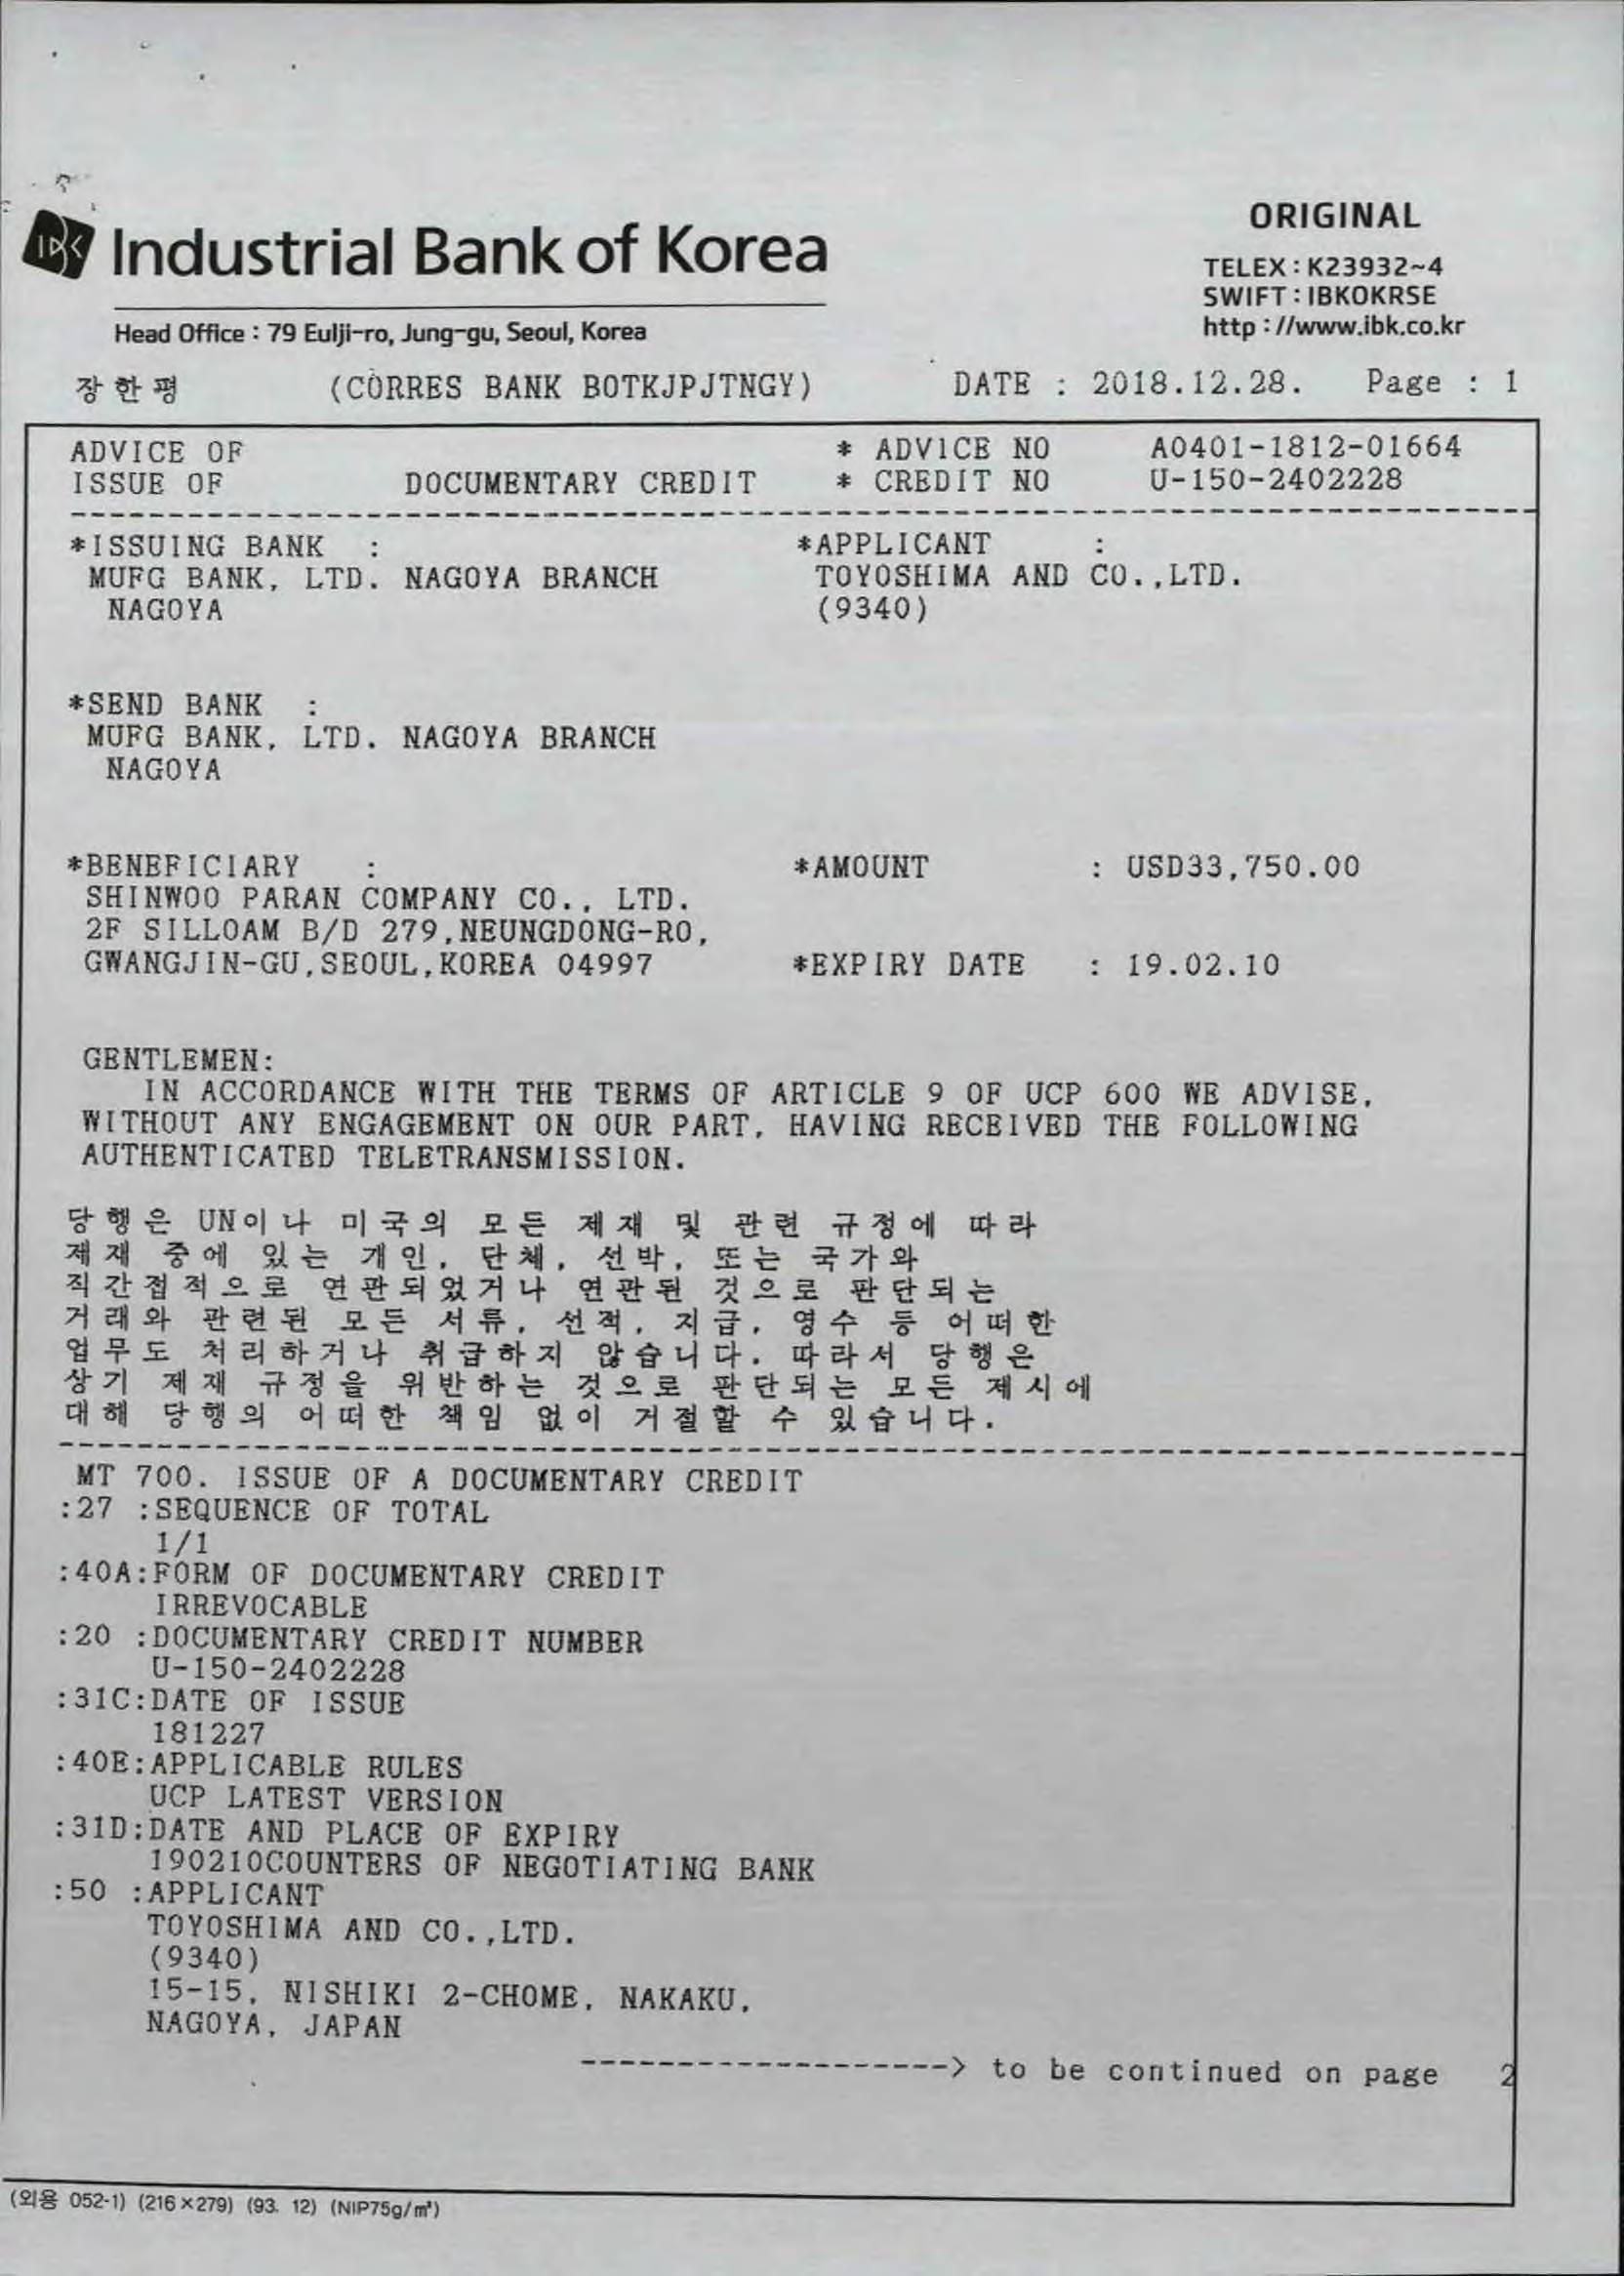 IBK Industrial Bank of Korea
ORIGINAL
TELEX : K23932~4
SWIFT : IBKOKRSE
http : //www.ibk.co.kr
Head Office : 79 Eulji-ro, Jung-gu, Seoul, Korea
장한평 (CORRES BANK BOTKJPJTNGY) DATE : 2018.12.28. Page : 1
ADVICE OF * ADVICE NO A0401-1812-01664
ISSUE OF DOCUMENTARY CREDIT * CREDIT NO U-150-2402228
*ISSUING BANK : *APPLICANT :
MUFG BANK, LTD. NAGOYA BRANCH TOYOSHIMA AND CO.,LTD.
NAGOYA (9340)
*SEND BANK :
MUFG BANK, LTD. NAGOYA BRANCH
NAGOYA
*BENEFICIARY : *AMOUNT : USD33,750.00
SHINWOO PARAN COMPANY CO., LTD.
2F SILLOAM B/D 279,NEUNGDONG-RO,
GWANGJIN-GU,SEOUL,KOREA 04997 *EXPIRY DATE : 19.02.10
GENTLEMEN:
IN ACCORDANCE WITH THE TERMS OF ARTICLE 9 OF UCP 600 WE ADVISE,
WITHOUT ANY ENGAGEMENT ON OUR PART, HAVING RECEIVED THE FOLLOWING
AUTHENTICATED TELETRANSMISSION.
당행은 UN이나 미국의 모든 제재 및 관련 규정에 따라
제재 중에 있는 개인, 단체, 선박, 또는 국가와
직간접적으로 연관되었거나 연관된 것으로 판단되는
거래와 관련된 모든 서류, 선적, 지급, 영수 등 어떠한
업무도 처리하거나 취급하지 않습니다. 따라서 당행은
상기 제재 규정을 위반하는 것으로 판단되는 모든 제시에
대해 당행의 어떠한 책임 없이 거절할 수 있습니다.
MT 700. ISSUE OF A DOCUMENTARY CREDIT
:27 :SEQUENCE OF TOTAL
1/1
:40A:FORM OF DOCUMENTARY CREDIT
IRREVOCABLE
:20 :DOCUMENTARY CREDIT NUMBER
U-150-2402228
:31C:DATE OF ISSUE
181227
:40E:APPLICABLE RULES
UCP LATEST VERSION
:31D:DATE AND PLACE OF EXPIRY
190210COUNTERS OF NEGOTIATING BANK
:50 :APPLICANT
TOYOSHIMA AND CO.,LTD.
(9340)
15-15, NISHIKI 2-CHOME, NAKAKU,
NAGOYA, JAPAN
-------------------> to be continued on page 2
(외용 052-1) (216×279) (93. 12) (NIP75g/㎡)